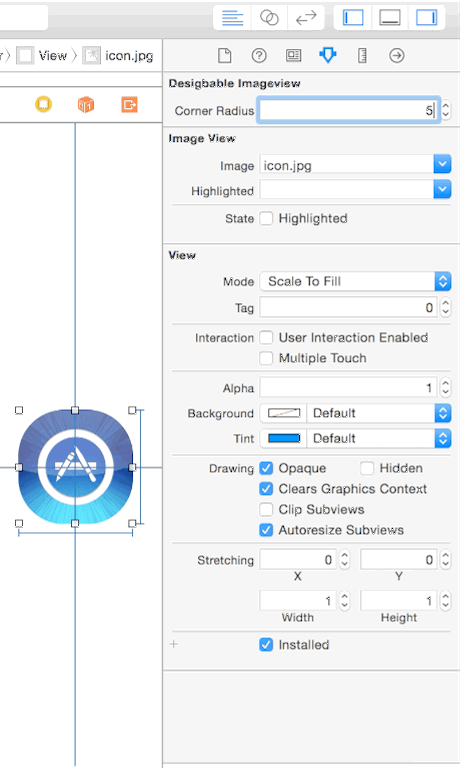 View icon.jpg
Desigbable Imageview
Corner Radius 5
Image View
Image icon.jpg
Highlighted
State Highlighted
View
Mode Scale To Fill
Tag 0
Interaction User Interaction Enabled
Multiple Touch
Alpha 1
Background Default
Tint Default
Drawing Opaque Hidden
Clears Graphics Context
Clip Subviews
Autoresize Subviews
Stretching 0 0
X Y
1 1
Width Height
+ Installed